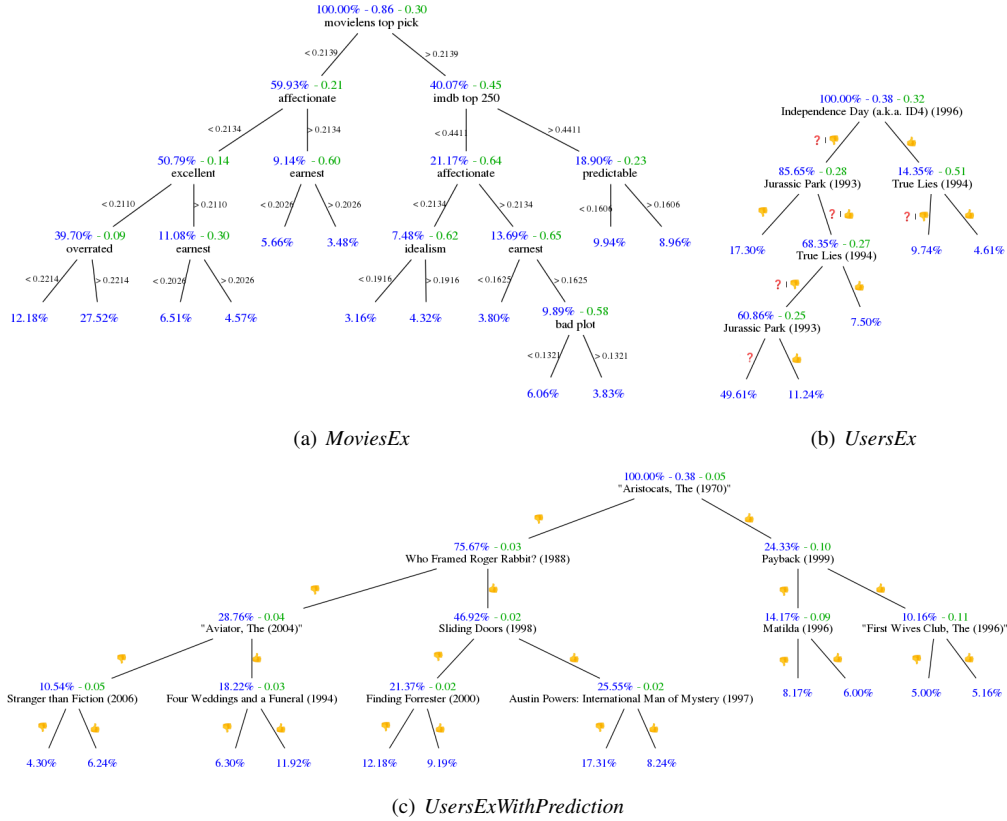 100.00% - 0.86 - 0.30
movielens top pick
< 0.2139
> 0.2139
59.93% - 0.21
affectionate
40.07% - 0.45
imdb top 250
< 0.2134
> 0.2134
< 0.4411
> 0.4411
50.79% - 0.14
excellent
9.14% - 0.60
earnest
21.17% - 0.64
affectionate
18.90% - 0.23
predictable
< 0.2110
> 0.2110
< 0.2026
> 0.2026
< 0.2134
> 0.2134
< 0.1606
> 0.1606
39.70% - 0.09
overrated
11.08% - 0.30
earnest
5.66%
3.48%
7.48% - 0.62
idealism
13.69% - 0.65
earnest
9.94%
8.96%
< 0.2214
> 0.2214
< 0.2026
> 0.2026
< 0.1916
> 0.1916
< 0.1625
> 0.1625
12.18%
27.52%
6.51%
4.57%
3.16%
4.32%
3.80%
9.89% - 0.58
bad plot
< 0.1321
> 0.1321
6.06%
3.83%
(a) MoviesEx
100.00% - 0.38 - 0.32
Independence Day (a.k.a. ID4) (1996)
? |
85.65% - 0.28
Jurassic Park (1993)
14.35% - 0.51
True Lies (1994)
? |
? |
17.30%
68.35% - 0.27
True Lies (1994)
9.74%
4.61%
? |
60.86% - 0.25
Jurassic Park (1993)
7.50%
?
49.61%
11.24%
(b) UsersEx
100.00% - 0.38 - 0.05
"Aristocats, The (1970)"
75.67% - 0.03
Who Framed Roger Rabbit? (1988)
24.33% - 0.10
Payback (1999)
28.76% - 0.04
"Aviator, The (2004)"
46.92% - 0.02
Sliding Doors (1998)
14.17% - 0.09
Matilda (1996)
10.16% - 0.11
"First Wives Club, The (1996)"
10.54% - 0.05
Stranger than Fiction (2006)
18.22% - 0.03
Four Weddings and a Funeral (1994)
21.37% - 0.02
Finding Forrester (2000)
25.55% - 0.02
Austin Powers: International Man of Mystery (1997)
8.17%
6.00%
5.00%
5.16%
4.30%
6.24%
6.30%
11.92%
12.18%
9.19%
17.31%
8.24%
(c) UsersExWithPrediction